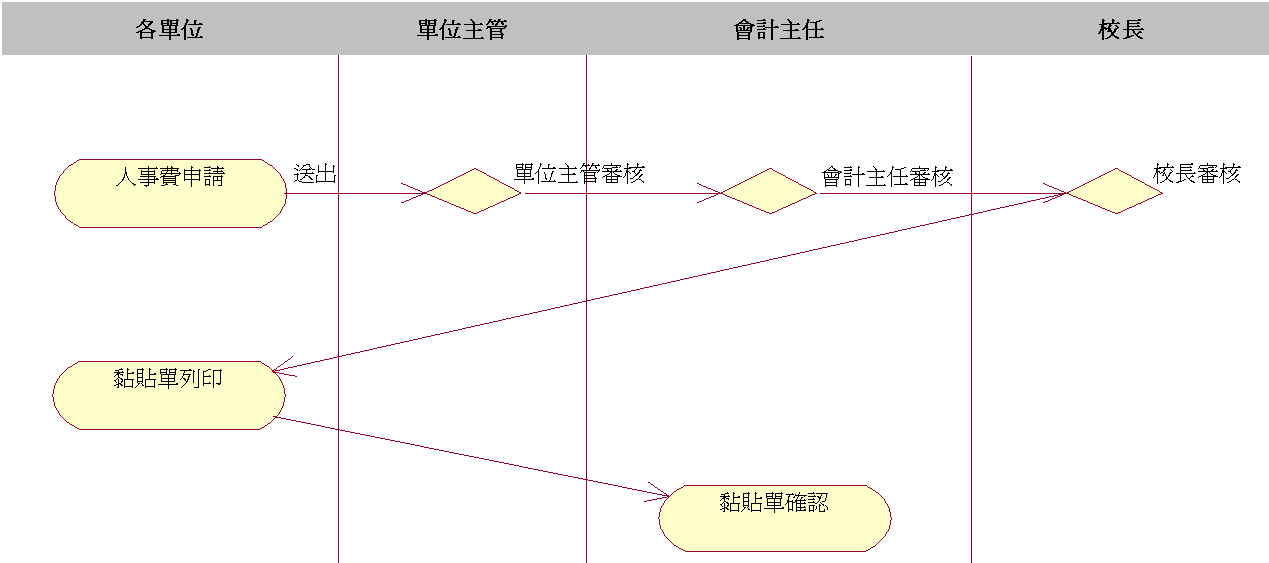 各單位
單位主管
會計主任
校長
人事費申請
送出
單位主管審核
會計主任審核
校長審核
黏貼單列印
黏貼單確認